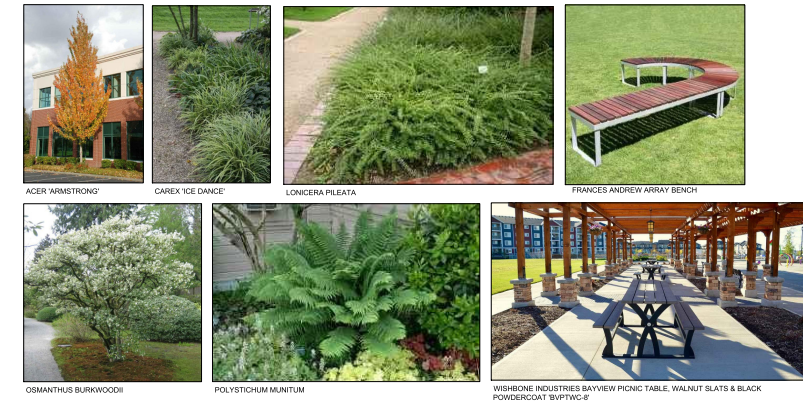 ACER 'ARMSTRONG'
CAREX 'ICE DANCE'
LONICERA PILEATA
FRANCES ANDREW ARRAY BENCH
OSMANTHUS BURKWOODII
POLYSTICHUM MUNITUM
WISHBONE INDUSTRIES BAYVIEW PICNIC TABLE, WALNUT SLATS & BLACK
POWDERCOAT 'BVPTWC-8'